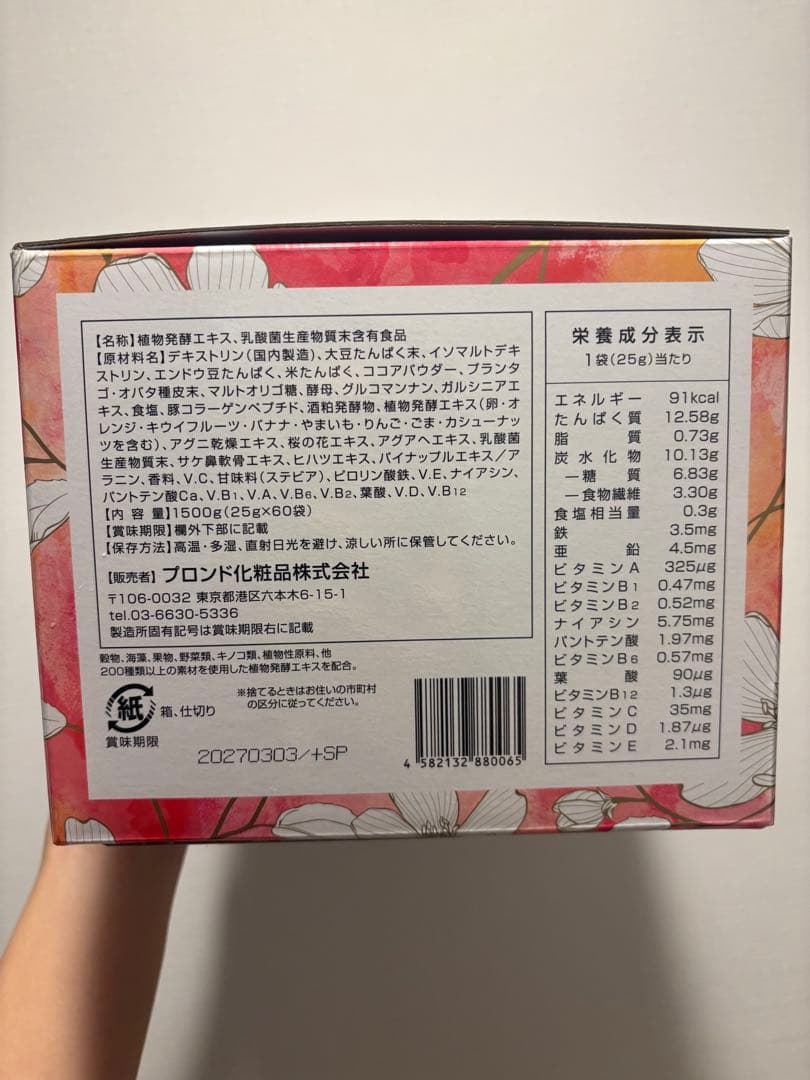 【名称】植物発酵エキス、乳酸菌生産物質末含有食品
【原材料名】デキストリン(国内製造)、大豆たんぱく末、イソマルトデキ
ストリン、エンドウ豆たんぱく、米たんぱく、ココアパウダー、プランタ
ゴ・オバタ種皮末、マルトオリゴ糖、酵母、グルコマンナン、ガルシニアエ
キス、食塩、豚コラーゲンペプチド、酒粕発酵物、植物発酵エキス(卵・オ
レンジ・キウイフルーツ・バナナ・やまいも・りんご・ごま・カシューナッ
ツを含む)、アグニ乾燥エキス、桜の花エキス、アグアヘエキス、乳酸菌
生産物質末、サケ鼻軟骨エキス、ヒハツエキス、パイナップルエキス/ア
ラニン、香料、V.C、甘味料(ステビア)、ピロリン酸鉄、V.E、ナイアシン、
パントテン酸Ca、V.B1、V.A、V.B6、V.B2、葉酸、V.D、V.B12
【内 容 量】1500g(25g×60袋)
【賞味期限】欄外下部に記載
【保存方法】高温・多湿、直射日光を避け、涼しい所に保管してください。
【販売者】ブロンド化粧品株式会社
〒106-0032 東京都港区六本木6-15-1
tel.03-6630-5336
製造所固有記号は賞味期限右に記載
穀物、海藻、果物、野菜類、キノコ類、植物性原料、他
200種類以上の素材を使用した植物発酵エキスを配合。
紙 箱、仕切り
※捨てるときはお住いの市町村
の区分に従ってください。
賞味期限
20270303/+SP
4 582132 880065
栄養成分表示
1袋(25g)当たり
エネルギー 91kcal
たんぱく質 12.58g
脂 質 0.73g
炭水化物 10.13g
―糖 質 6.83g
―食物繊維 3.30g
食塩相当量 0.3g
鉄 3.5mg
亜 鉛 4.5mg
ビタミンA 325μg
ビタミンB1 0.47mg
ビタミンB2 0.52mg
ナイアシン 5.75mg
パントテン酸 1.97mg
ビタミンB6 0.57mg
葉 酸 90μg
ビタミンB12 1.3μg
ビタミンC 35mg
ビタミンD 1.87μg
ビタミンE 2.1mg